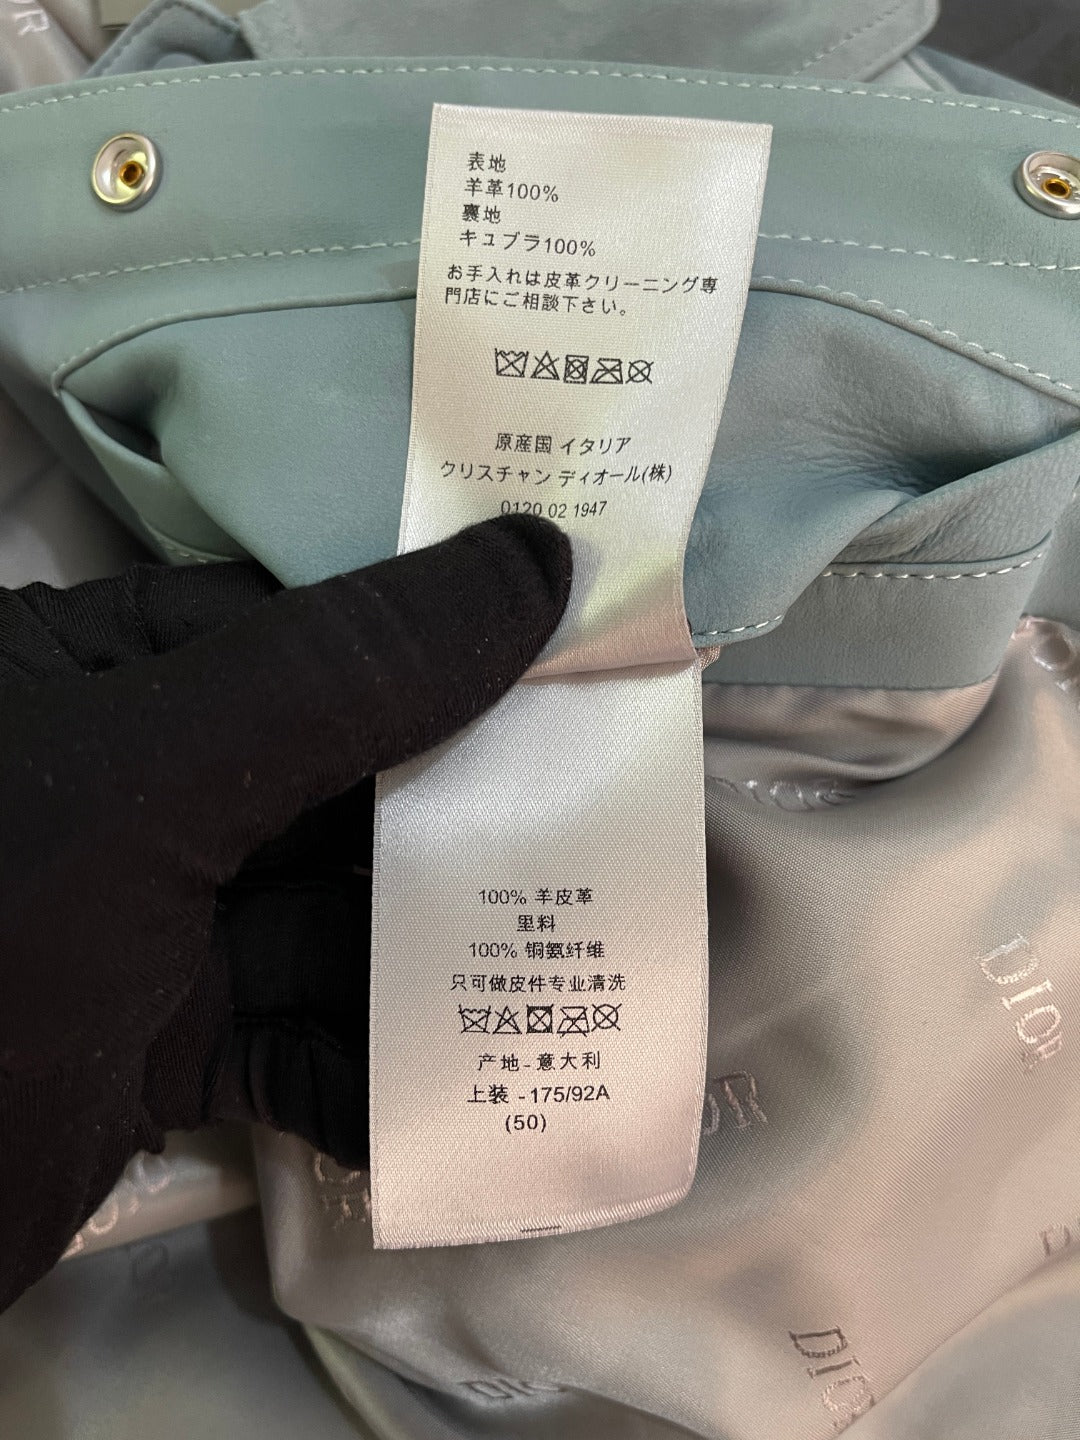 表地
羊革100%
裏地
キュプラ100%
お手入れは皮革クリーニング専
門店にご相談下さい。
原産国 イタリア
クリスチャン ディオール(株)
0120 02 1947
100% 羊皮革
里料
100% 铜氨纤维
只可做皮件专业清洗
产地-意大利
上装 -175/92A
(50)
DIOR
DIOR